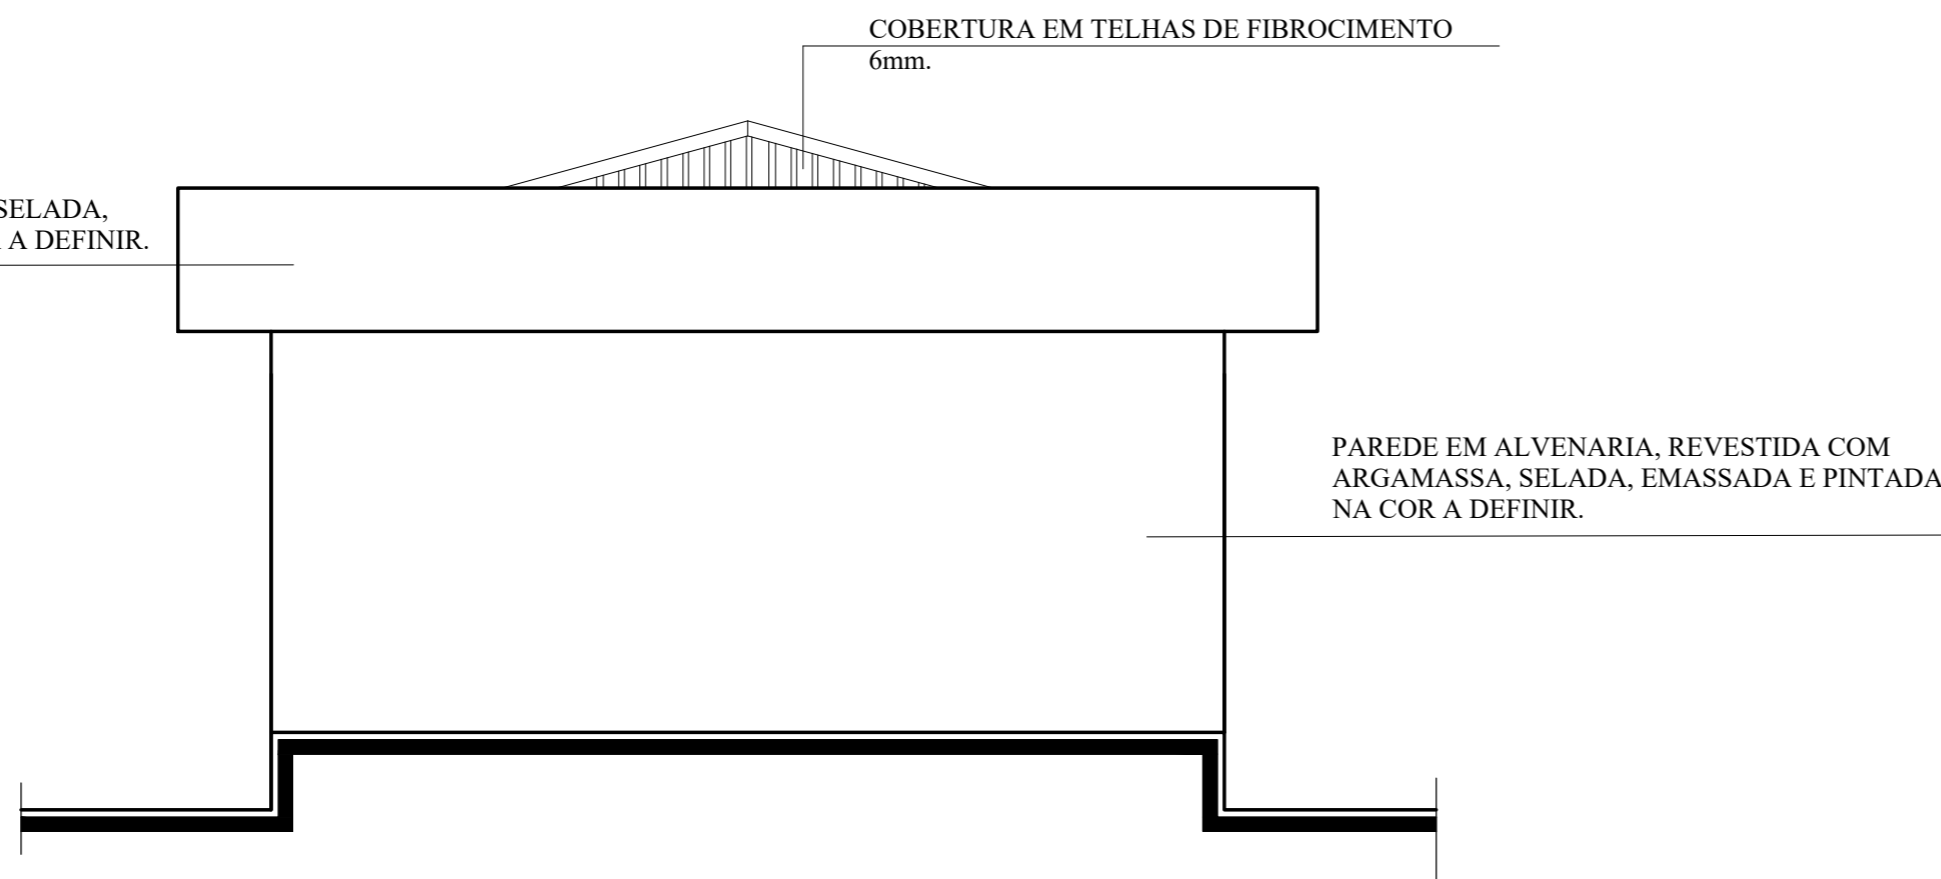 COBERTURA EM TELHAS DE FIBROCIMENTO
6mm.
SELADA,
A DEFINIR.
PAREDE EM ALVENARIA, REVESTIDA COM
ARGAMASSA, SELADA, EMASSADA E PINTADA
NA COR A DEFINIR.